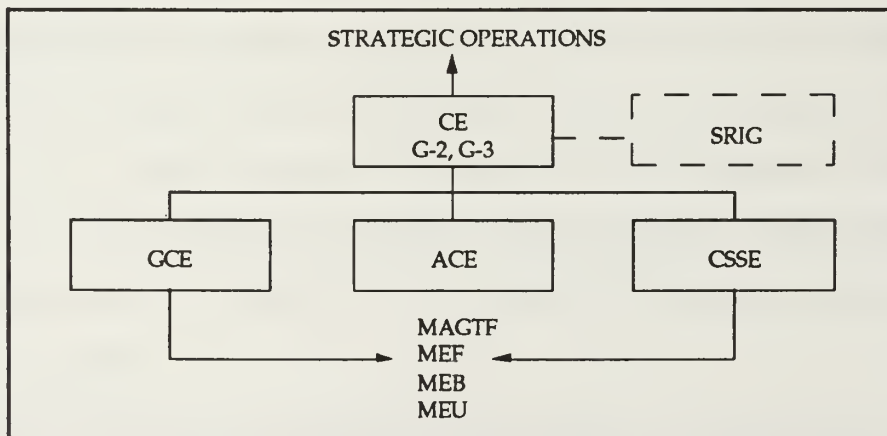 STRATEGIC OPERATIONS
CE
G-2, G-3
SRIG
GCE
ACE
CSSE
MAGTF
MEF
MEB
MEU